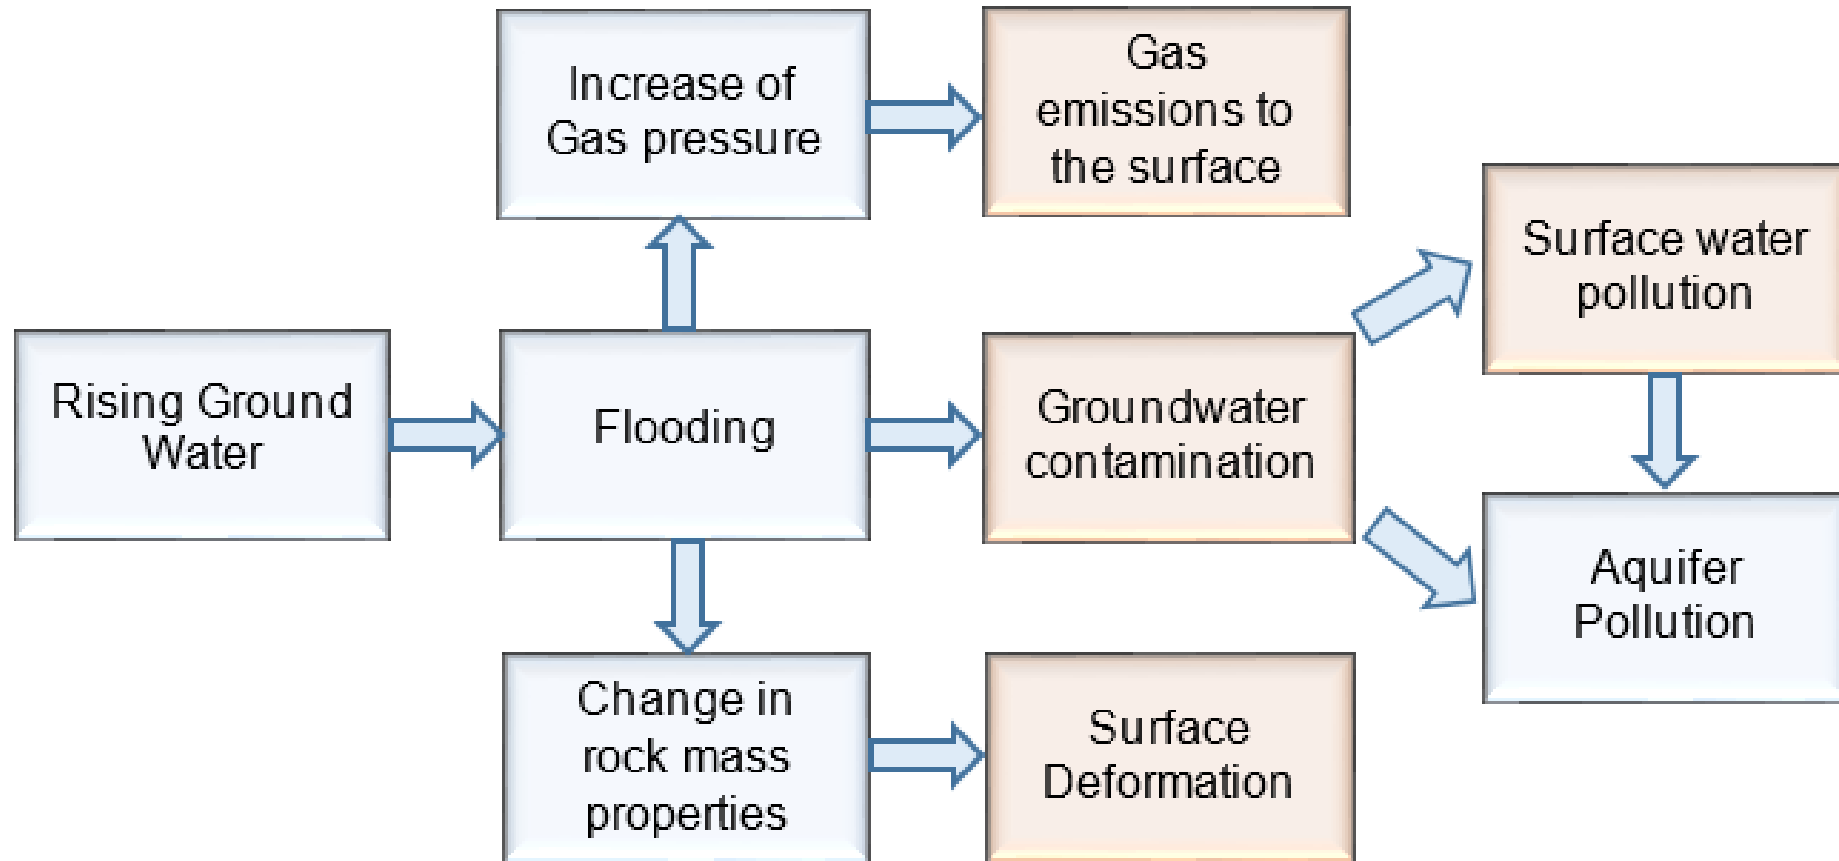 Increase of
Gas pressure
Gas
emissions to
the surface
Surface water
pollution
Rising Ground
Water
Flooding
Groundwater
contamination
Aquifer
Pollution
Change in
rock mass
properties
Surface
Deformation